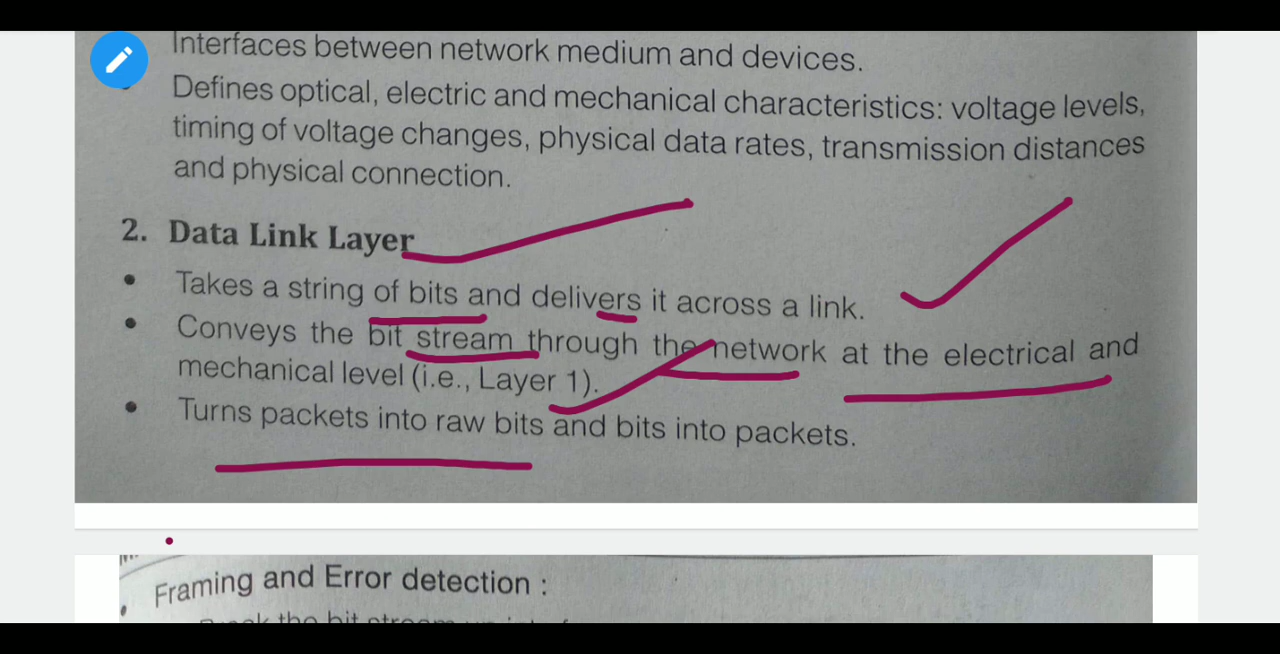 Interfaces between network medium and devices.
Defines optical, electric and mechanical characteristics: voltage levels,
timing of voltage changes, physical data rates, transmission distances
and physical connection.
2. Data Link Layer
• Takes a string of bits and delivers it across a link.
• Conveys the bit stream through the network at the electrical and
mechanical level (i.e., Layer 1).
• Turns packets into raw bits and bits into packets.
• Framing and Error detection :
the bit stream